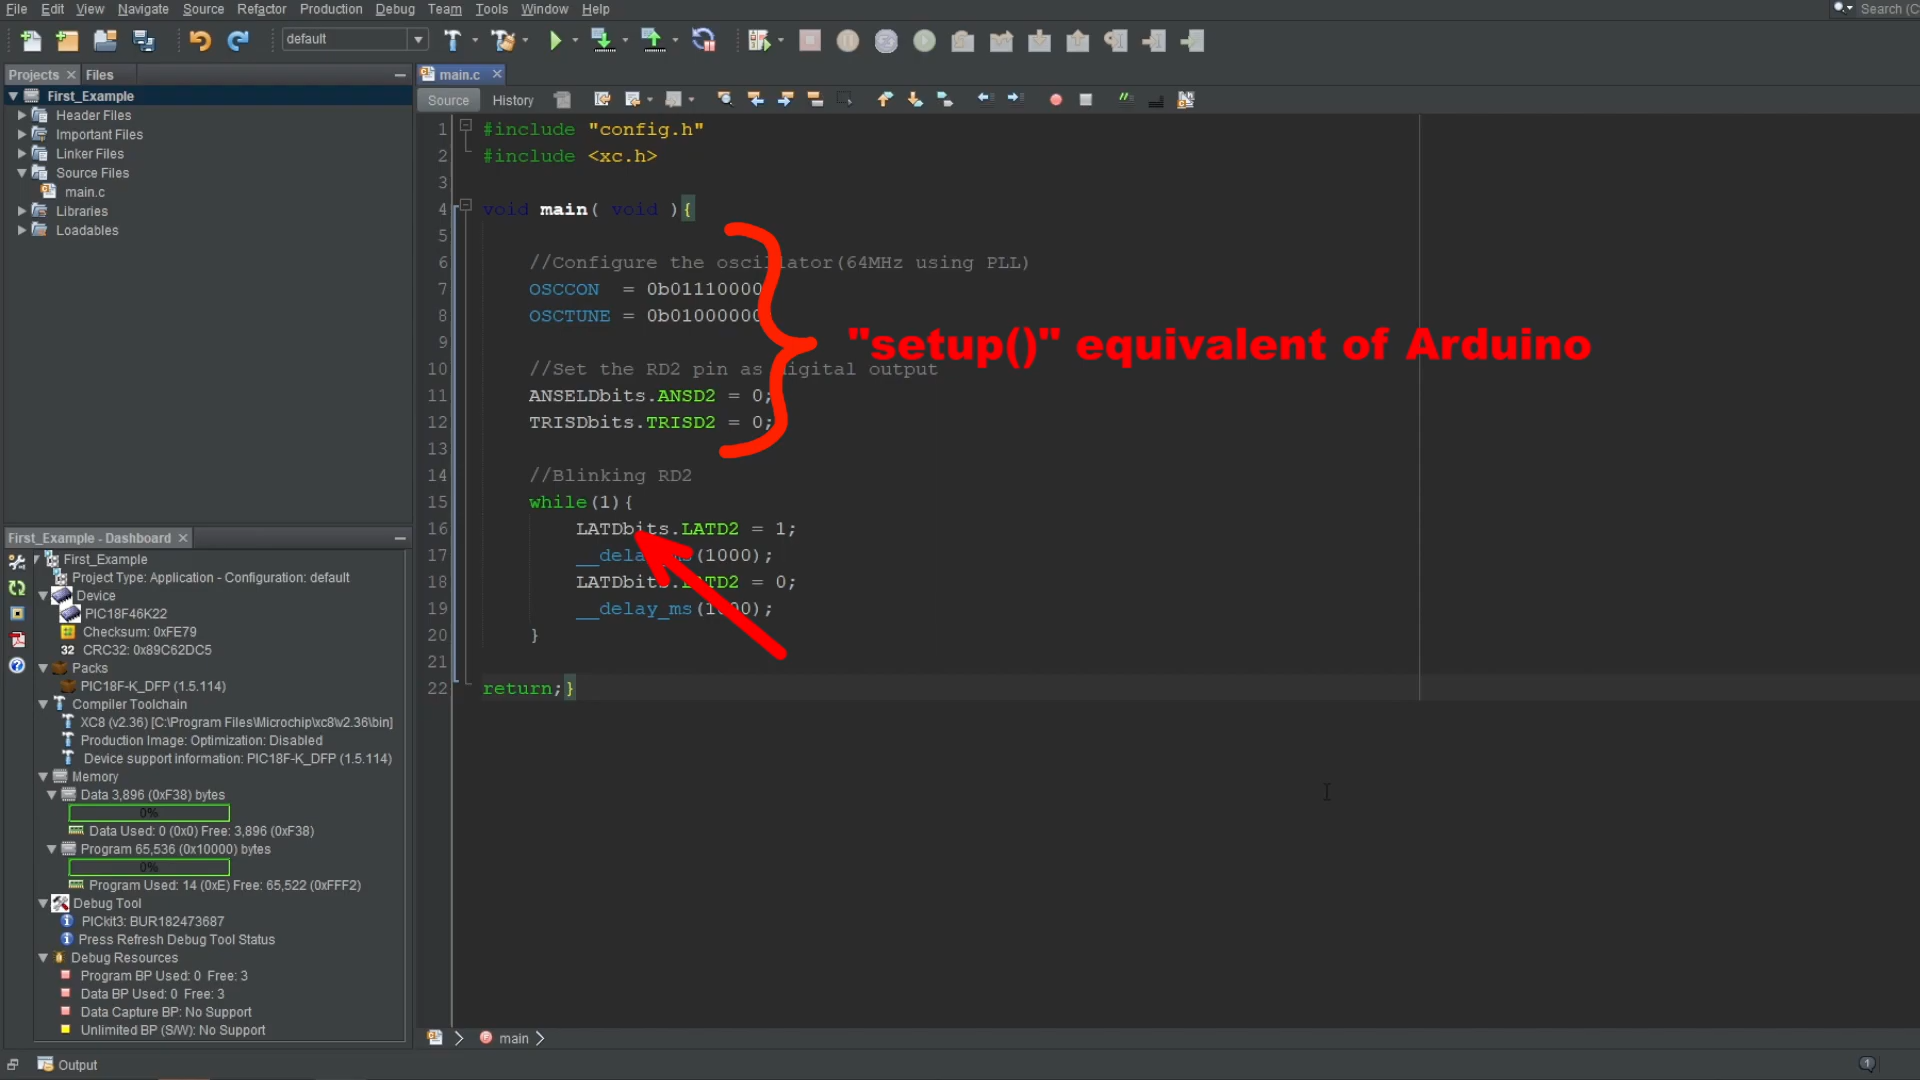 File Edit View Navigate Source Refactor Production Debug Team Tools Window Help
Search (C
default
Projects Files
main.c
First_Example
Header Files
Important Files
Linker Files
Source Files
main.c
Libraries
Loadables
Source History
1 #include "config.h"
2 #include <xc.h>
3
4 void main( void ){
5
6 //Configure the oscillator(64MHz using PLL)
7 OSCCON = 0b01110000
8 OSCTUNE = 0b01000000
9
"setup()" equivalent of Arduino
10 //Set the RD2 pin as digital output
11 ANSELDbits.ANSD2 = 0;
12 TRISDbits.TRISD2 = 0;
13
14 //Blinking RD2
15 while(1){
16 LATDbits.LATD2 = 1;
17 __delay_ms(1000);
18 LATDbits.LATD2 = 0;
19 __delay_ms(1000);
20 }
21
22 return;}
First_Example - Dashboard
First_Example
Project Type: Application - Configuration: default
Device
PIC18F46K22
Checksum: 0xFE79
32 CRC32: 0x89C62DC5
Packs
PIC18F-K_DFP (1.5.114)
Compiler Toolchain
XC8 (v2.36) [C:\Program Files\Microchip\xc8\v2.36\bin]
Production Image: Optimization: Disabled
Device support information: PIC18F-K_DFP (1.5.114)
Memory
Data 3,896 (0xF38) bytes
0%
Data Used: 0 (0x0) Free: 3,896 (0xF38)
Program 65,536 (0x10000) bytes
0%
Program Used: 14 (0xE) Free: 65,522 (0xFFF2)
Debug Tool
PICkit3: BUR182473687
Press Refresh Debug Tool Status
Debug Resources
Program BP Used: 0 Free: 3
Data BP Used: 0 Free: 3
Data Capture BP: No Support
Unlimited BP (S/W): No Support
main
Output
1